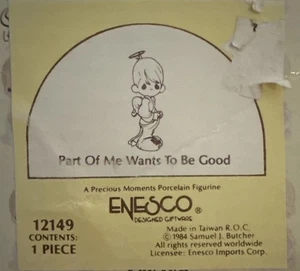 Part Of Me Wants To Be Good
A Precious Moments Porcelain Figurine
ENESCO®
DESIGNED GIFTWARE
12149
CONTENTS:
1 PIECE
Made in Taiwan R.O.C.
© 1984 Samuel J. Butcher
All rights reserved worldwide
Licensee: Enesco Imports Corp.